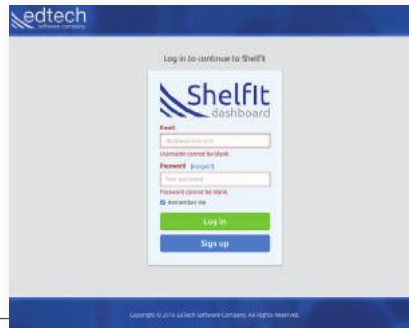 edtech
software company
Log in to continue to ShelfIt
ShelfIt
dashboard
Email
Username cannot be blank.
Password (Forgot?)
Your password
Password cannot be blank.
Remember me
Log in
Sign up
Copyright © 2016 Edtech Software Company. All Rights Reserved.